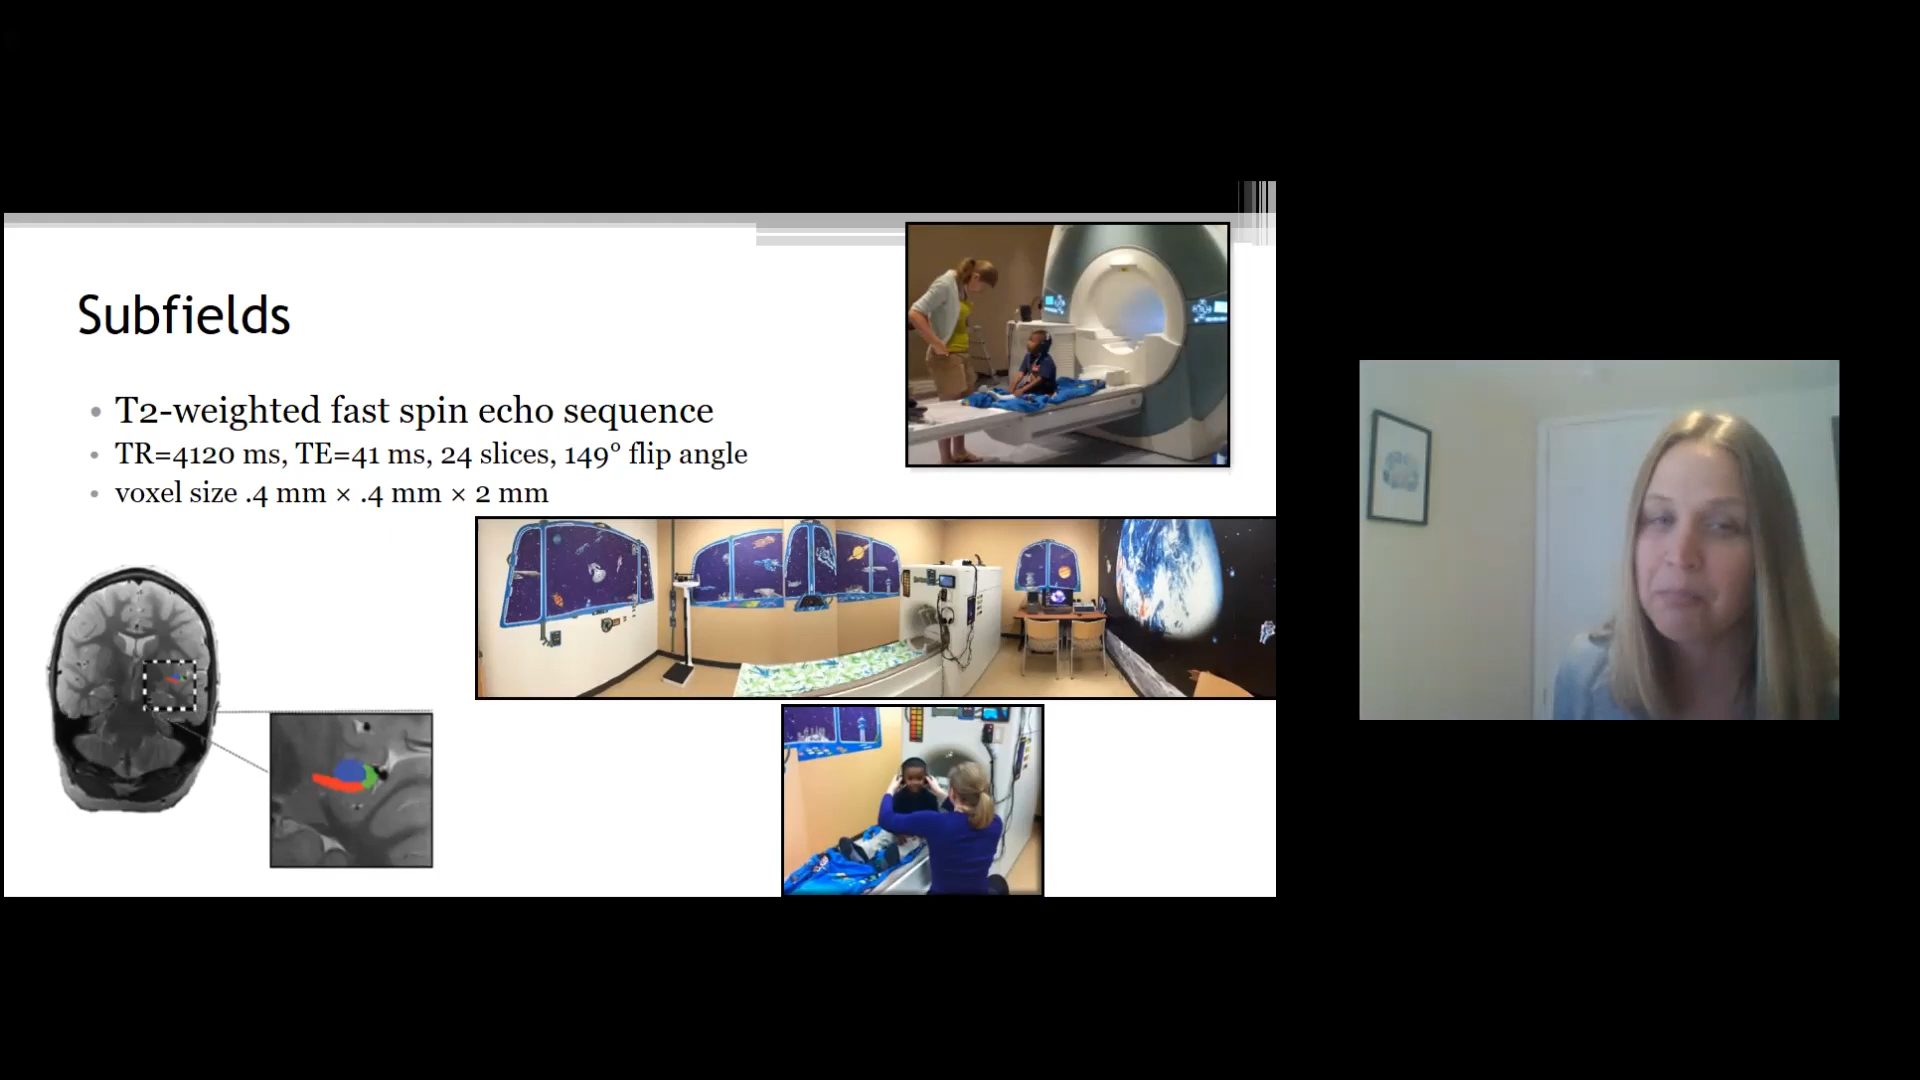 Subfields
• T2-weighted fast spin echo sequence
• TR=4120 ms, TE=41 ms, 24 slices, 149° flip angle
• voxel size .4 mm × .4 mm × 2 mm